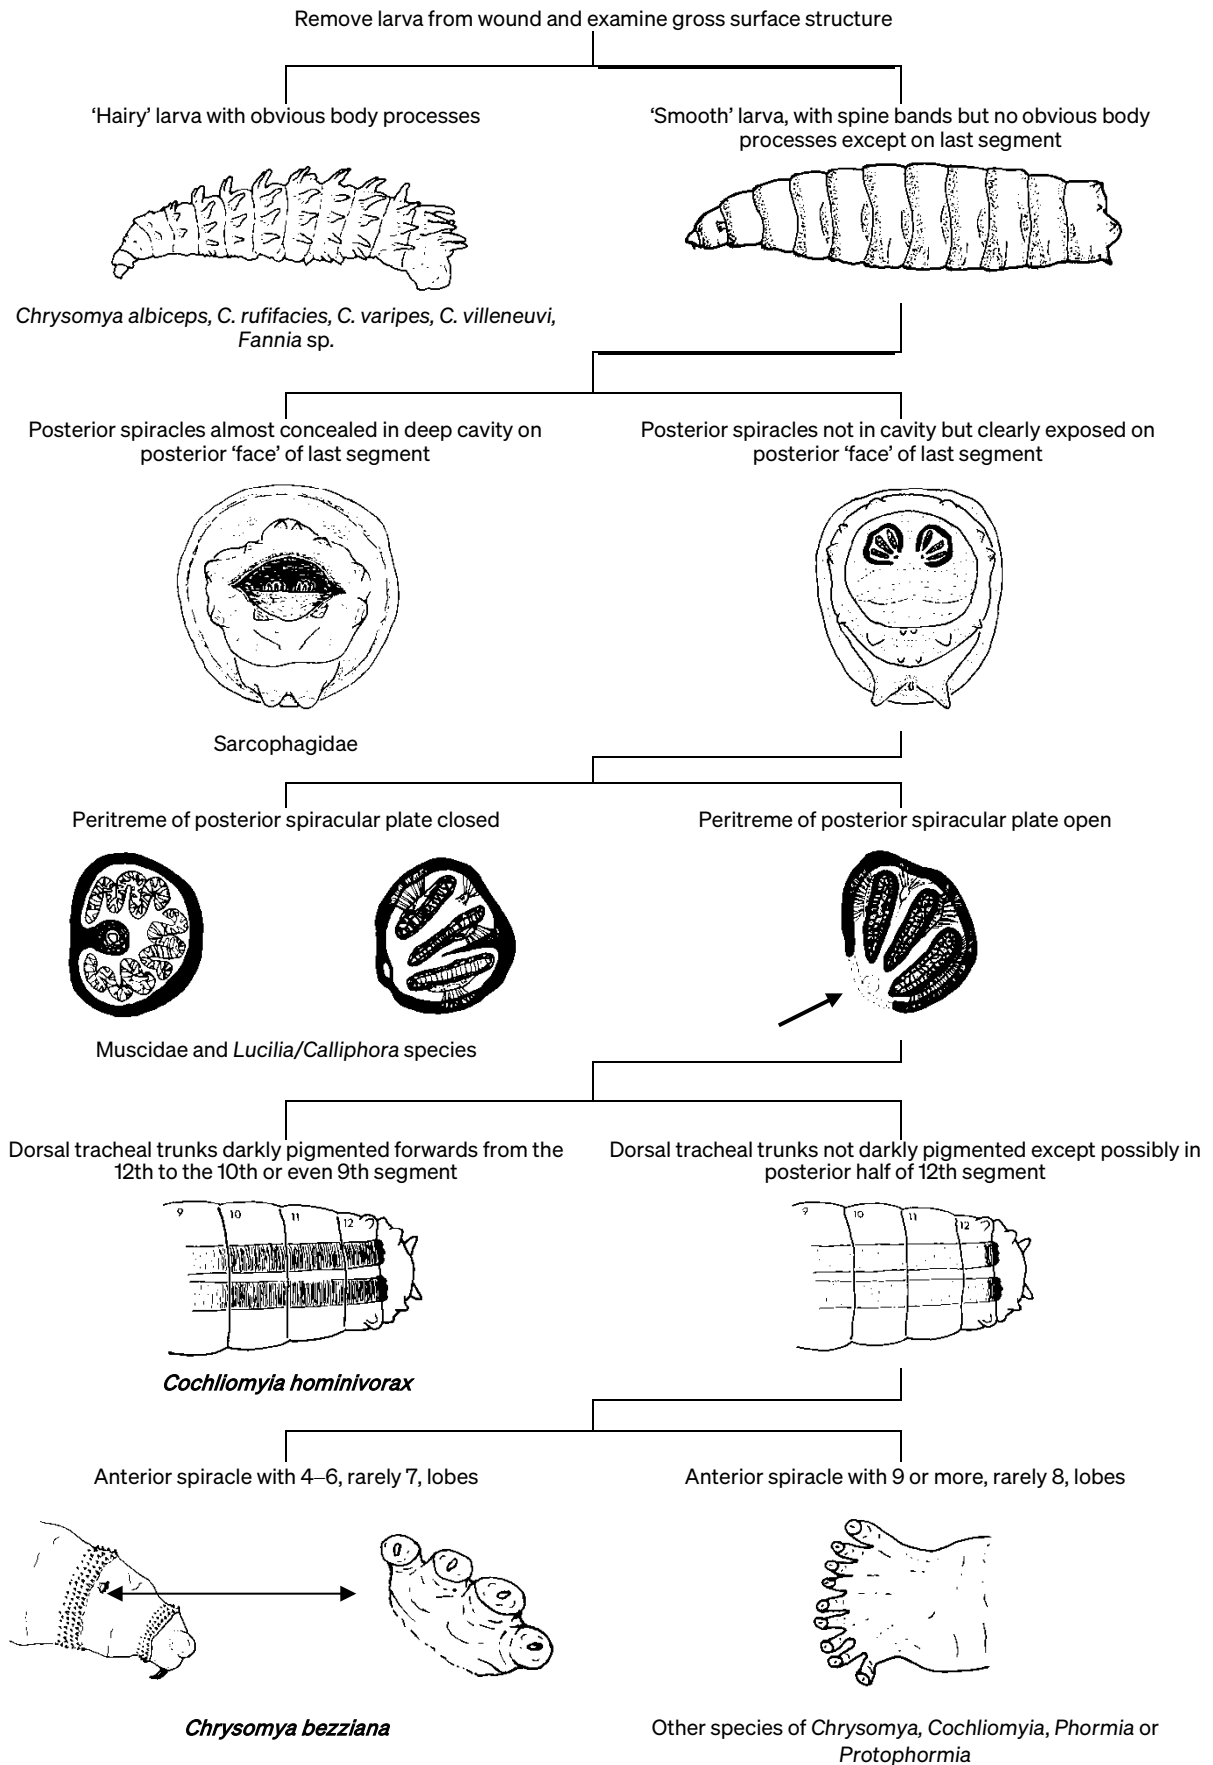 Remove larva from wound and examine gross surface structure
‘Hairy’ larva with obvious body processes
‘Smooth’ larva, with spine bands but no obvious body
processes except on last segment
Chrysomya albiceps, C. rufifacies, C. varipes, C. villeneuvi,
Fannia sp.
Posterior spiracles almost concealed in deep cavity on
posterior ‘face’ of last segment
Posterior spiracles not in cavity but clearly exposed on
posterior ‘face’ of last segment
Sarcophagidae
Peritreme of posterior spiracular plate closed
Peritreme of posterior spiracular plate open
Muscidae and Lucilia/Calliphora species
Dorsal tracheal trunks darkly pigmented forwards from the
12th to the 10th or even 9th segment
Dorsal tracheal trunks not darkly pigmented except possibly in
posterior half of 12th segment
9 10 11 12
9 10 11 12
Cochliomyia hominivorax
Anterior spiracle with 4–6, rarely 7, lobes
Anterior spiracle with 9 or more, rarely 8, lobes
Chrysomya bezziana
Other species of Chrysomya, Cochliomyia, Phormia or
Protophormia